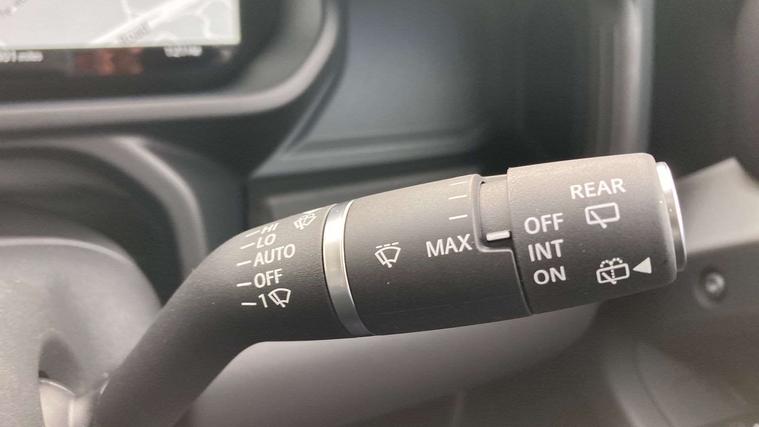 HI
LO
AUTO
OFF
1
MAX
REAR
OFF
INT
ON